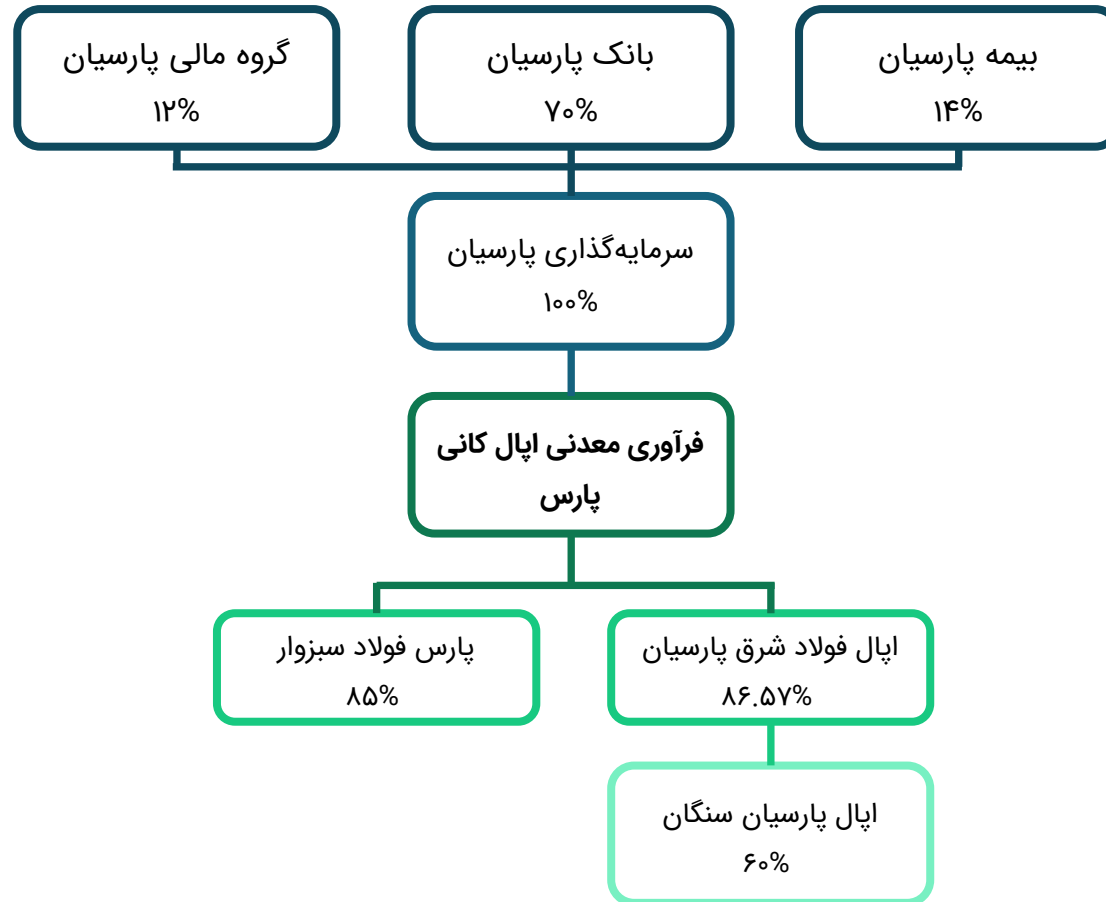 بیمه پارسیان
۱۴%
بانک پارسیان
۷۰%
گروه مالی پارسیان
۱۲%
سرمایه‌گذاری پارسیان
۱۰۰%
فرآوری معدنی اپال کانی
پارس
اپال فولاد شرق پارسیان
۸۶.۵۷%
پارس فولاد سبزوار
۸۵%
اپال پارسیان سنگان
۶۰%